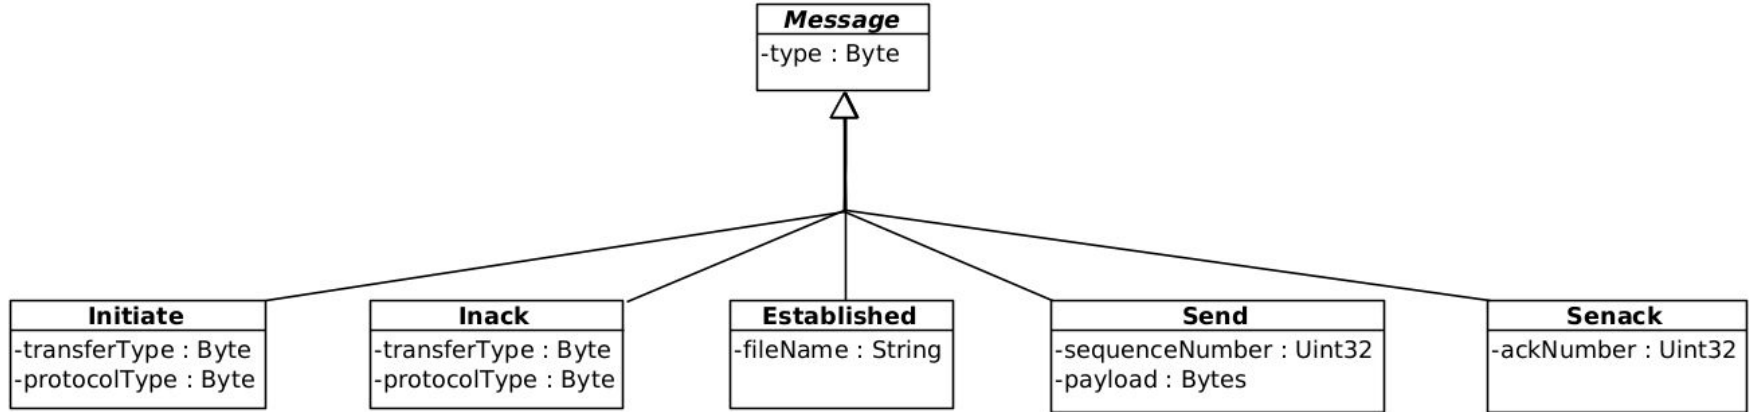 Message
-type : Byte
Initiate
-transferType : Byte
-protocolType : Byte
Inack
-transferType : Byte
-protocolType : Byte
Established
-fileName : String
Send
-sequenceNumber : Uint32
-payload : Bytes
Senack
-ackNumber : Uint32